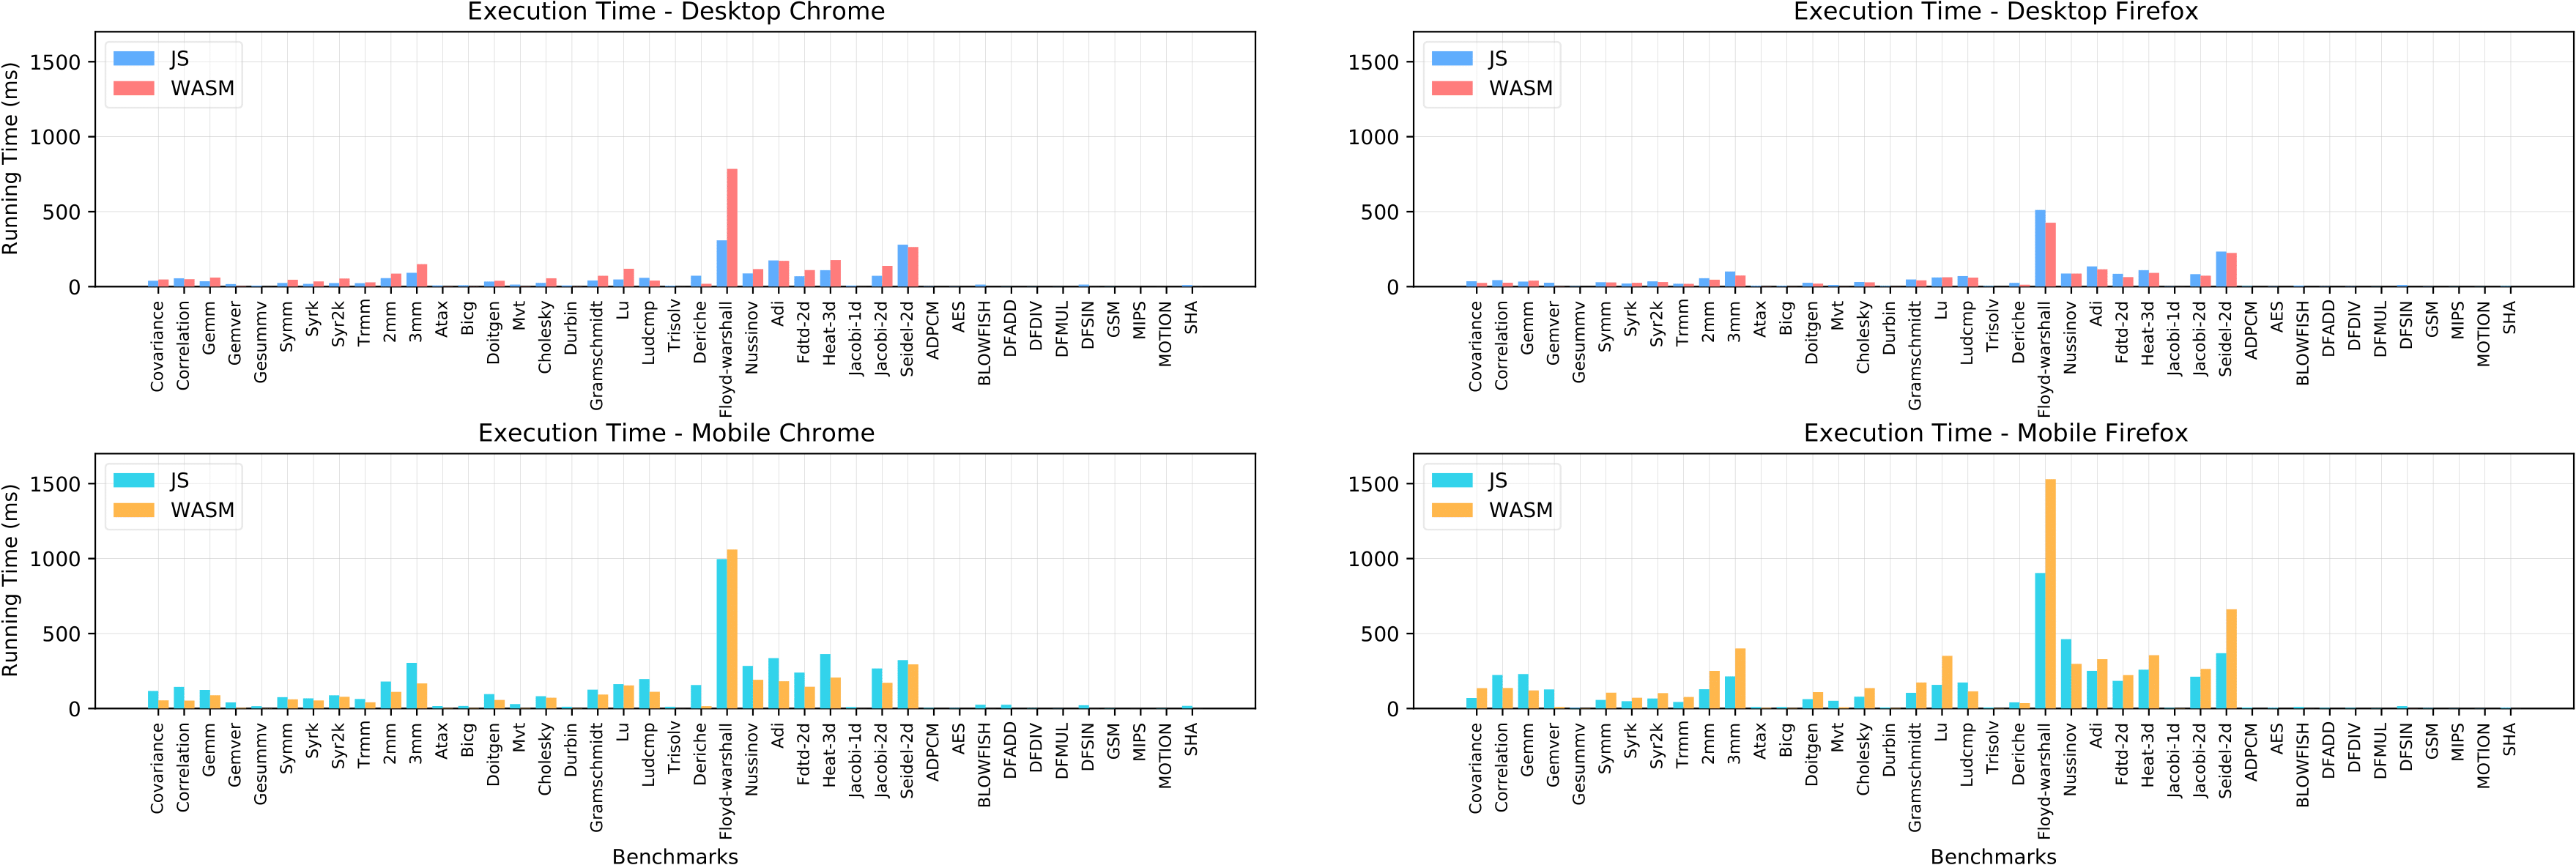 Execution Time - Desktop Chrome
Running Time (ms)
1500
1000
500
0
JS
WASM
Covariance
Correlation
Gemm
Gemver
Gesummv
Symm
Syrk
Syr2k
Trmm
2mm
3mm
Atax
Bicg
Doitgen
Mvt
Cholesky
Durbin
Gramschmidt
Lu
Ludcmp
Trisolv
Deriche
Floyd-warshall
Nussinov
Adi
Fdtd-2d
Heat-3d
Jacobi-1d
Jacobi-2d
Seidel-2d
ADPCM
AES
BLOWFISH
DFADD
DFDIV
DFMUL
DFSIN
GSM
MIPS
MOTION
SHA
Execution Time - Desktop Firefox
1500
1000
500
0
JS
WASM
Covariance
Correlation
Gemm
Gemver
Gesummv
Symm
Syrk
Syr2k
Trmm
2mm
3mm
Atax
Bicg
Doitgen
Mvt
Cholesky
Durbin
Gramschmidt
Lu
Ludcmp
Trisolv
Deriche
Floyd-warshall
Nussinov
Adi
Fdtd-2d
Heat-3d
Jacobi-1d
Jacobi-2d
Seidel-2d
ADPCM
AES
BLOWFISH
DFADD
DFDIV
DFMUL
DFSIN
GSM
MIPS
MOTION
SHA
Execution Time - Mobile Chrome
Running Time (ms)
1500
1000
500
0
JS
WASM
Covariance
Correlation
Gemm
Gemver
Gesummv
Symm
Syrk
Syr2k
Trmm
2mm
3mm
Atax
Bicg
Doitgen
Mvt
Cholesky
Durbin
Gramschmidt
Lu
Ludcmp
Trisolv
Deriche
Floyd-warshall
Nussinov
Adi
Fdtd-2d
Heat-3d
Jacobi-1d
Jacobi-2d
Seidel-2d
ADPCM
AES
BLOWFISH
DFADD
DFDIV
DFMUL
DFSIN
GSM
MIPS
MOTION
SHA
Benchmarks
Execution Time - Mobile Firefox
1500
1000
500
0
JS
WASM
Covariance
Correlation
Gemm
Gemver
Gesummv
Symm
Syrk
Syr2k
Trmm
2mm
3mm
Atax
Bicg
Doitgen
Mvt
Cholesky
Durbin
Gramschmidt
Lu
Ludcmp
Trisolv
Deriche
Floyd-warshall
Nussinov
Adi
Fdtd-2d
Heat-3d
Jacobi-1d
Jacobi-2d
Seidel-2d
ADPCM
AES
BLOWFISH
DFADD
DFDIV
DFMUL
DFSIN
GSM
MIPS
MOTION
SHA
Benchmarks